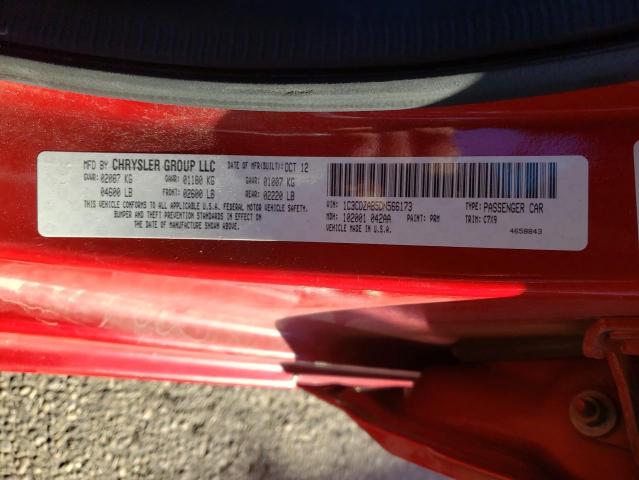 MFD BY CHRYSLER GROUP LLC DATE OF MFR(BUILT): OCT 12
GVWR: 02087 KG GAWR: 01180 KG GAWR: 01007 KG
04600 LB FRONT: 02600 LB REAR: 02220 LB
THIS VEHICLE CONFORMS TO ALL APPLICABLE U.S.A. FEDERAL MOTOR VEHICLE SAFETY,
BUMPER AND THEFT PREVENTION STANDARDS IN EFFECT ON
THE DATE OF MANUFACTURE SHOWN ABOVE.
VIN: 1C3CDZAB5DN566173 TYPE: PASSENGER CAR
MDH: 102001 042AA PAINT: PRM TRIM: C7X9
VEHICLE MADE IN U.S.A. 4658843